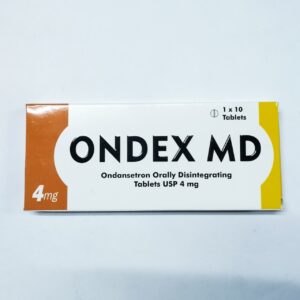 1 x 10
Tablets
ONDEX MD
Ondansetron Orally Disintegrating
Tablets USP 4 mg
4mg